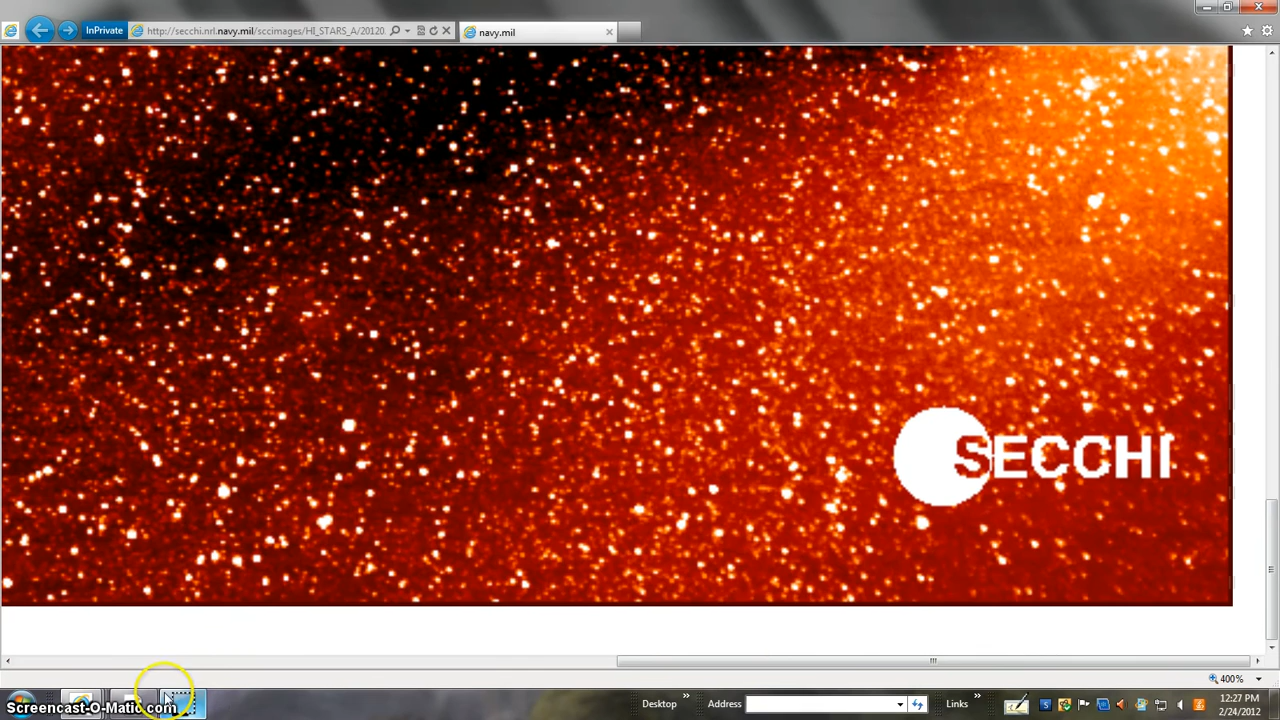 InPrivate
http://secchi.nrl.navy.mil/sccimages/HI_STARS_A/20120
navy.mil
SECCHI
400%
Screencast-O-Matic.com
Desktop
Address
Links
12:27 PM
2/24/2012